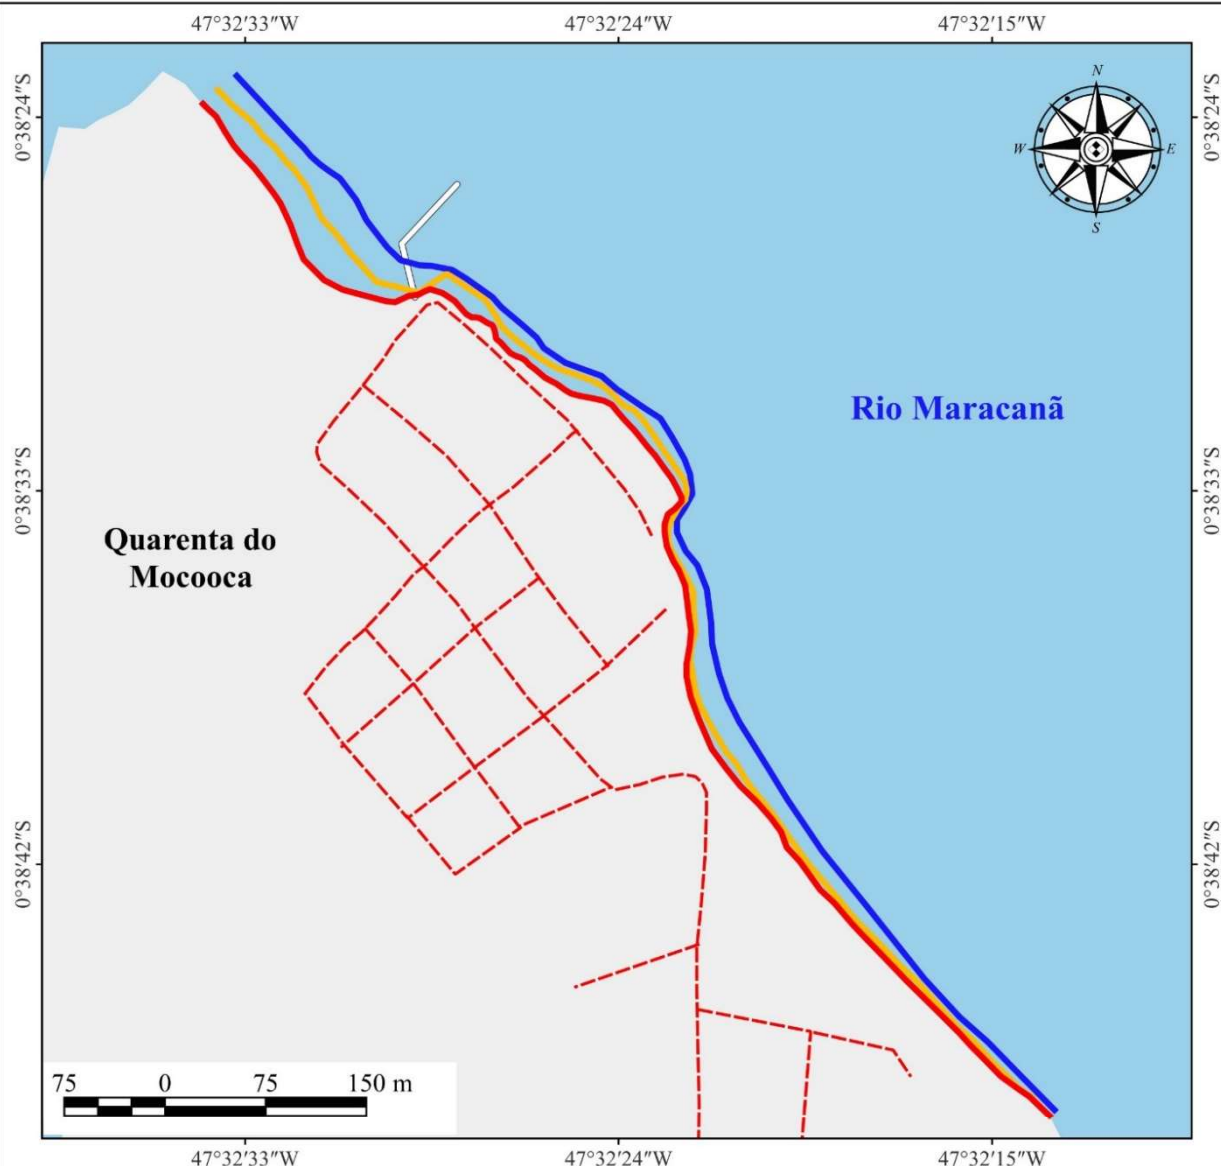 47°32'33"W 47°32'24"W 47°32'15"W
0°38'24"S 0°38'24"S
N
W E
S
Rio Maracanã
0°38'33"S 0°38'33"S
Quarenta do
Mocooca
0°38'42"S 0°38'42"S
75 0 75 150 m
47°32'33"W 47°32'24"W 47°32'15"W